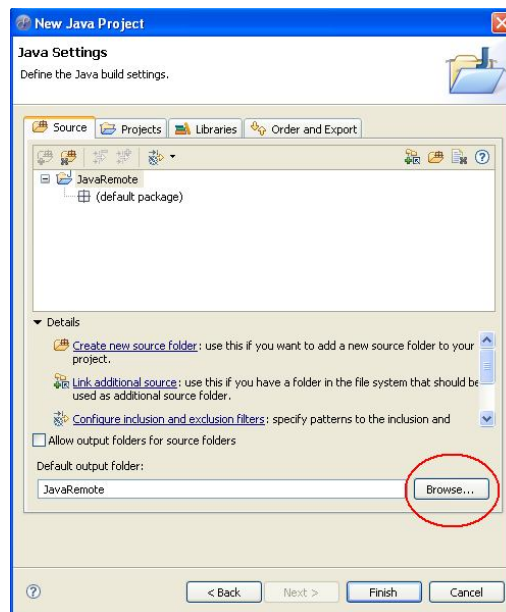 New Java Project
Java Settings
Define the Java build settings.
Source Projects Libraries Order and Export
JavaRemote
(default package)
Details
Create new source folder: use this if you want to add a new source folder to your
project.
Link additional source: use this if you have a folder in the file system that should be
used as additional source folder.
Configure inclusion and exclusion filters: specify patterns to the inclusion and
Allow output folders for source folders
Default output folder:
JavaRemote Browse...
< Back Next > Finish Cancel